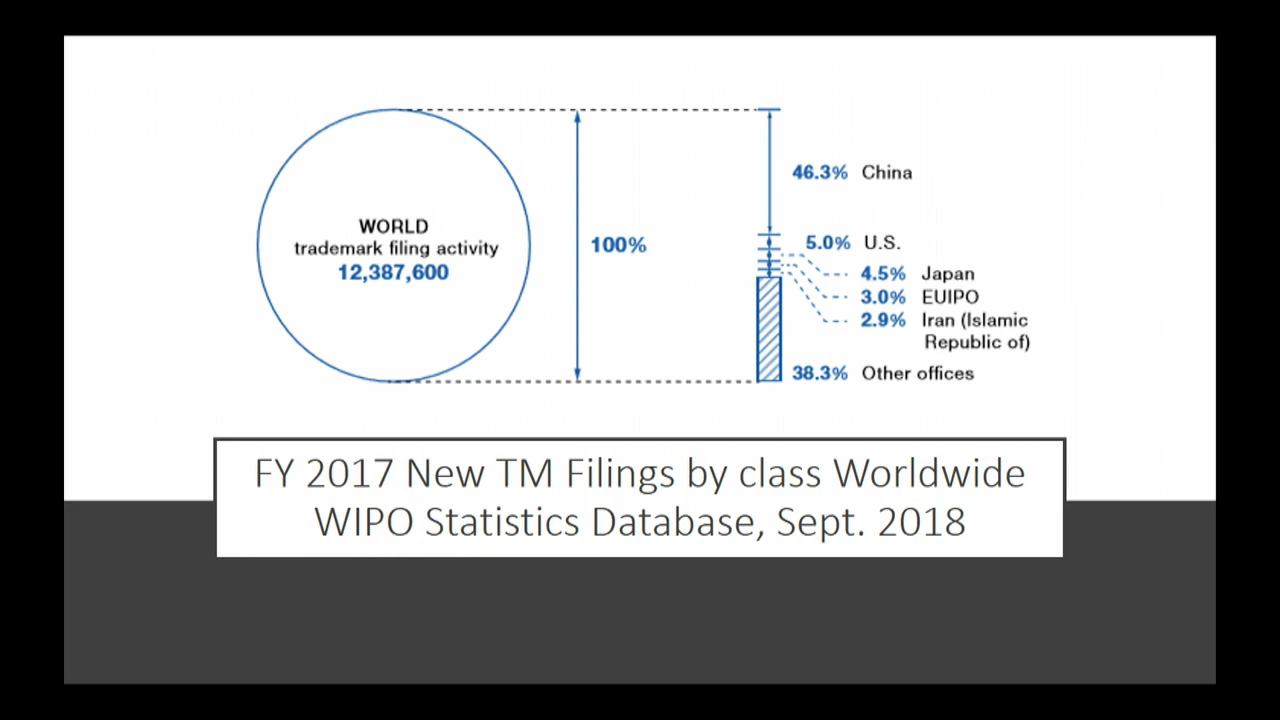 WORLD
trademark filing activity
12,387,600
100%
46.3% China
5.0% U.S.
4.5% Japan
3.0% EUIPO
2.9% Iran (Islamic
Republic of)
38.3% Other offices
FY 2017 New TM Filings by class Worldwide
WIPO Statistics Database, Sept. 2018